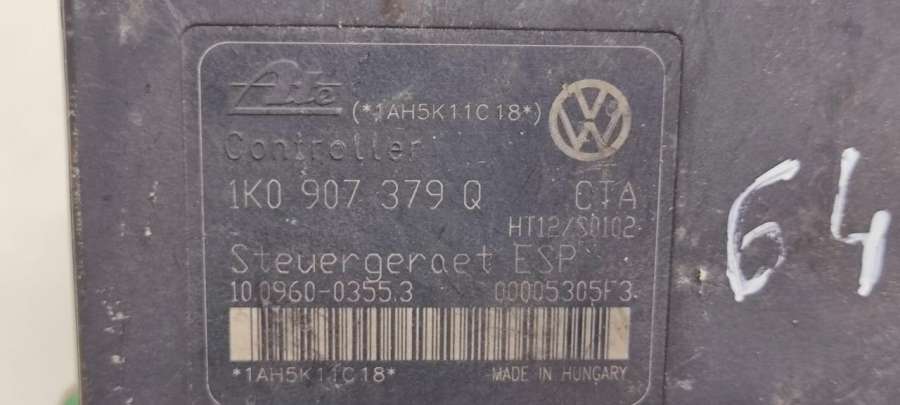 Ate
(*1AH5K11C18*)
Controller
1K0 907 379 Q CTA
HT12/S0102
Steuergeraet ESP
10.0960-0355.3 00005305F3
*1AH5K11C18* MADE IN HUNGARY
64